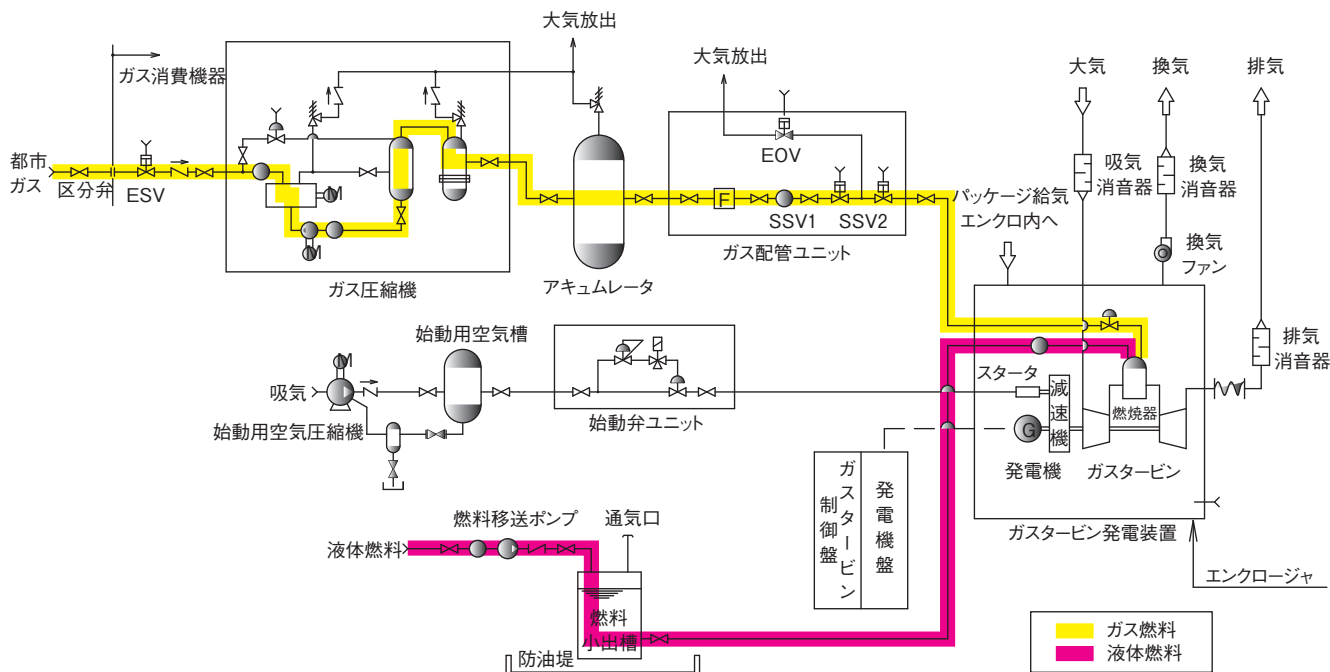 大気放出
ガス消費機器
都市
ガス
区分弁
ESV
M
M
ガス圧縮機
アキュムレータ
大気放出
EOV
F
SSV1
SSV2
ガス配管ユニット
大気
換気
排気
吸気
消音器
換気
消音器
パッケージ給気
エンクロ内へ
換気
ファン
排気
消音器
始動用空気槽
M
吸気
始動用空気圧縮機
始動弁ユニット
スタータ
減速機
燃焼器
G
発電機
ガスタービン
ガスタービン
制御盤
発電機盤
ガスタービン発電装置
エンクロージャ
燃料移送ポンプ
通気口
液体燃料
燃料
小出槽
防油堤
ガス燃料
液体燃料